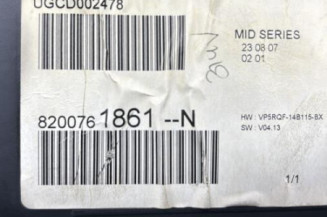 UGCD002478
MID SERIES
23 08 07
02 01
8200761861--N
HW : VP5RQF-14B115-BX
SW : V04.13
1/1